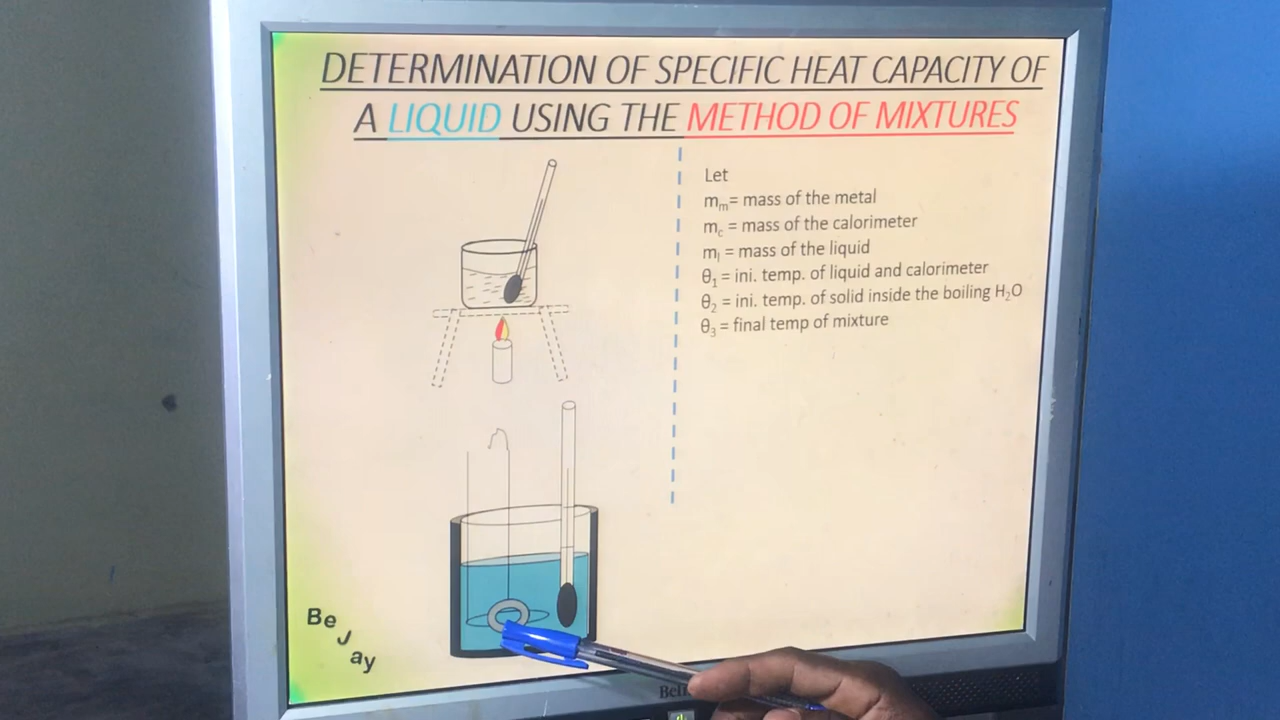 DETERMINATION OF SPECIFIC HEAT CAPACITY OF
A LIQUID USING THE METHOD OF MIXTURES
Let
mₘ= mass of the metal
m_c = mass of the calorimeter
mₗ = mass of the liquid
θ₁ = ini. temp. of liquid and calorimeter
θ₂ = ini. temp. of solid inside the boiling H₂O
θ₃ = final temp of mixture
Be
J
ay